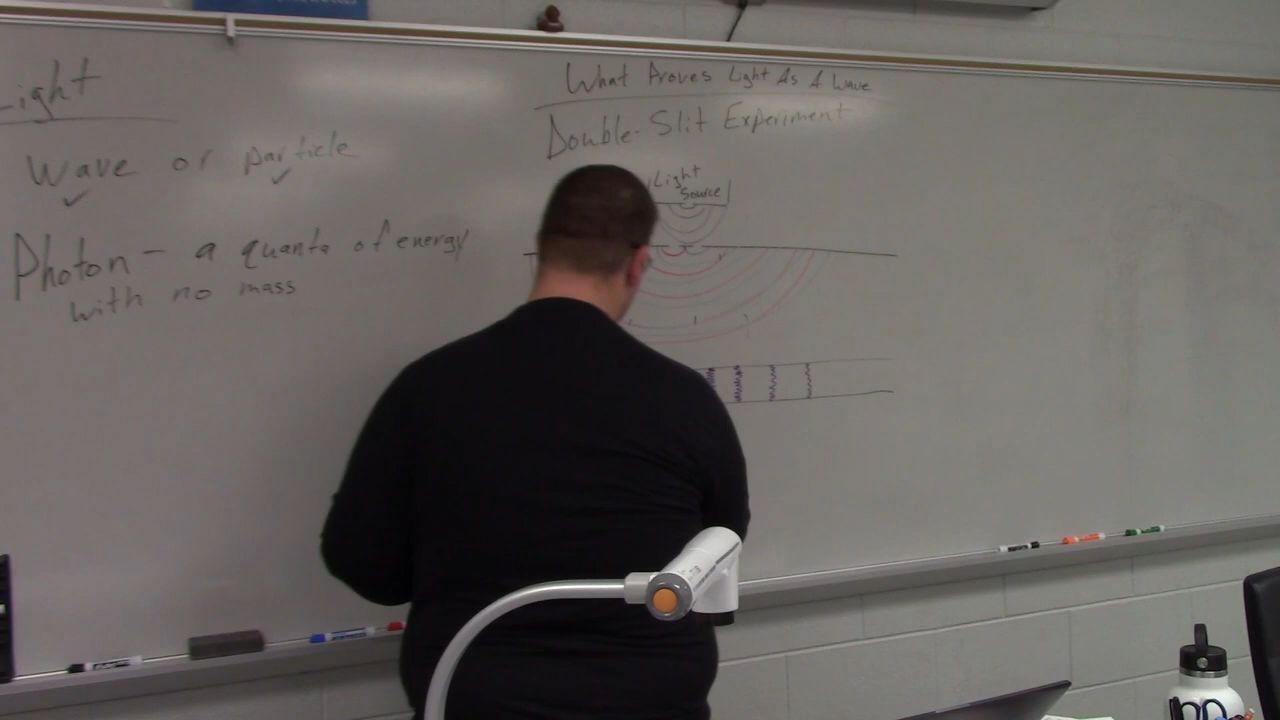 Light
Wave or particle
Photon - a quanta of energy
with no mass
What Proves Light As A Wave
Double-Slit Experiment
Light
Source
EXPO